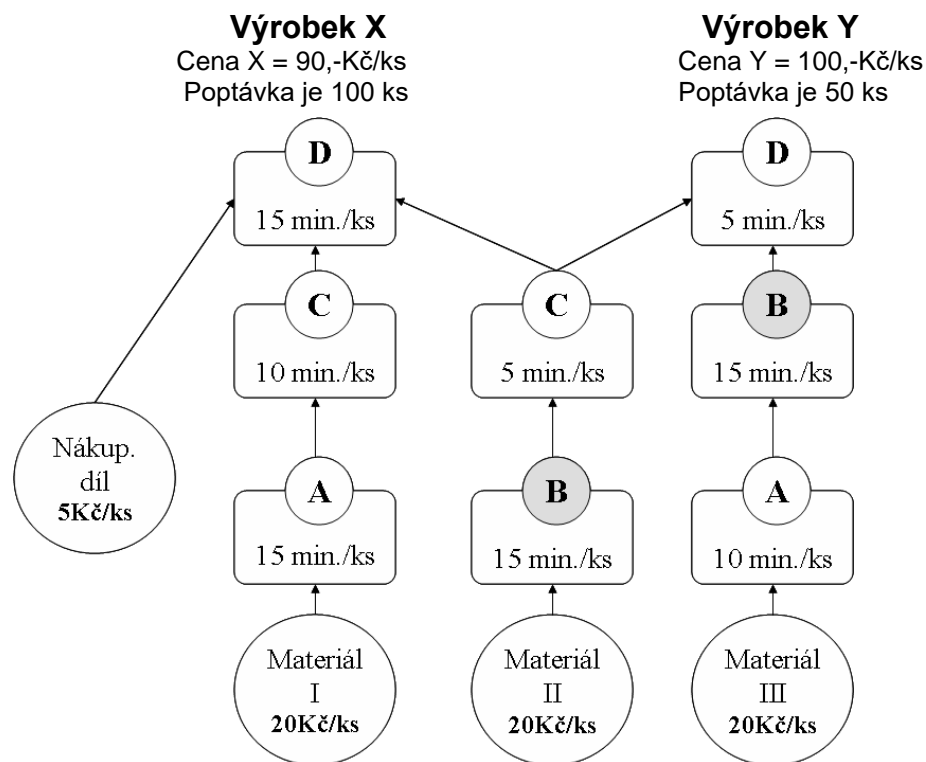 Výrobek X
Cena X = 90,-Kč/ks
Poptávka je 100 ks
Výrobek Y
Cena Y = 100,-Kč/ks
Poptávka je 50 ks
D
15 min./ks
D
5 min./ks
C
10 min./ks
C
5 min./ks
B
15 min./ks
Nákup.
díl
5Kč/ks
A
15 min./ks
B
15 min./ks
A
10 min./ks
Materiál
I
20Kč/ks
Materiál
II
20Kč/ks
Materiál
III
20Kč/ks